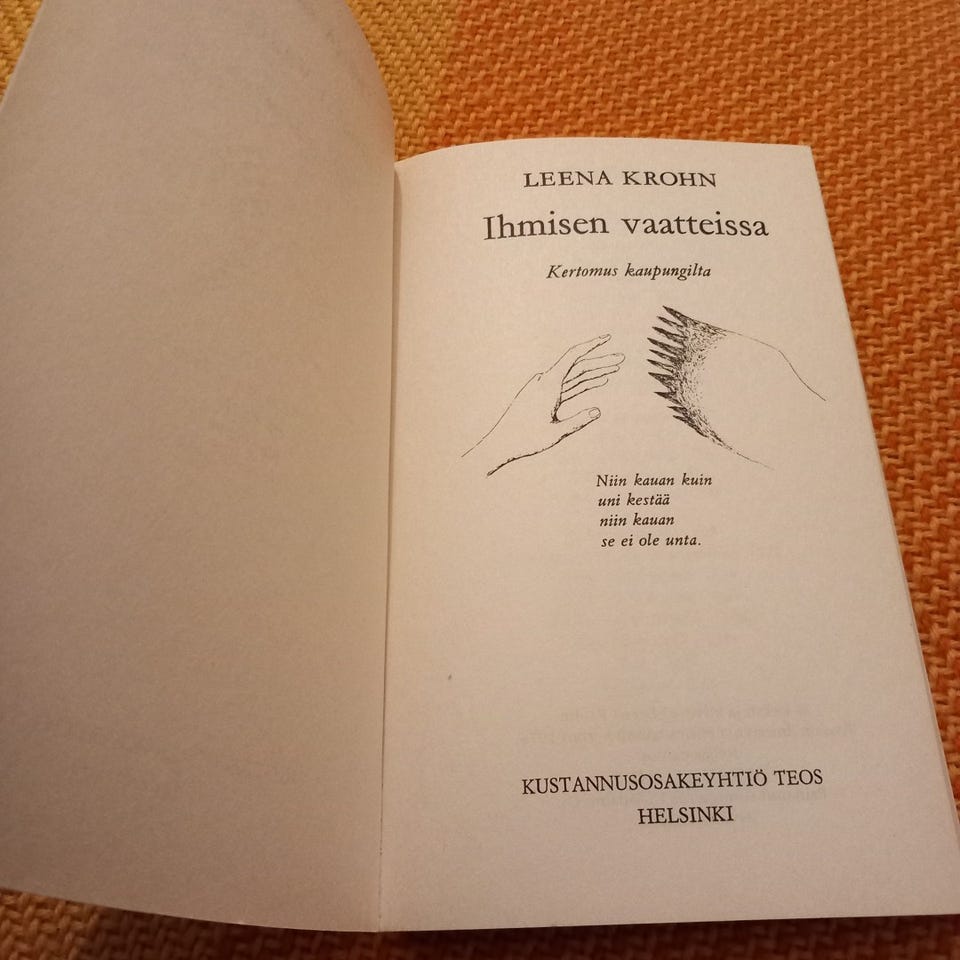 LEENA KROHN
Ihmisen vaatteissa
Kertomus kaupungilta
Niin kauan kuin
uni kestää
niin kauan
se ei ole unta.
KUSTANNUSOSAKEYHTIÖ TEOS
HELSINKI